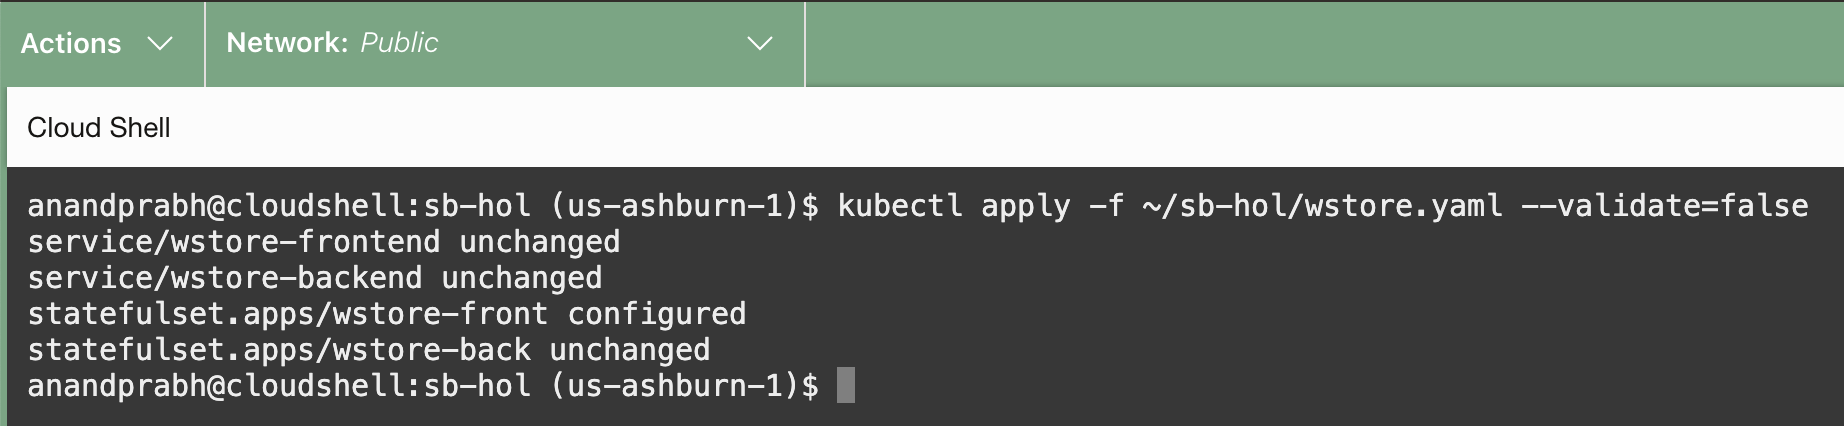 Actions
Network: Public
Cloud Shell
anandprabh@cloudshell:sb-hol (us-ashburn-1)$ kubectl apply -f ~/sb-hol/wstore.yaml --validate=false
service/wstore-frontend unchanged
service/wstore-backend unchanged
statefulset.apps/wstore-front configured
statefulset.apps/wstore-back unchanged
anandprabh@cloudshell:sb-hol (us-ashburn-1)$